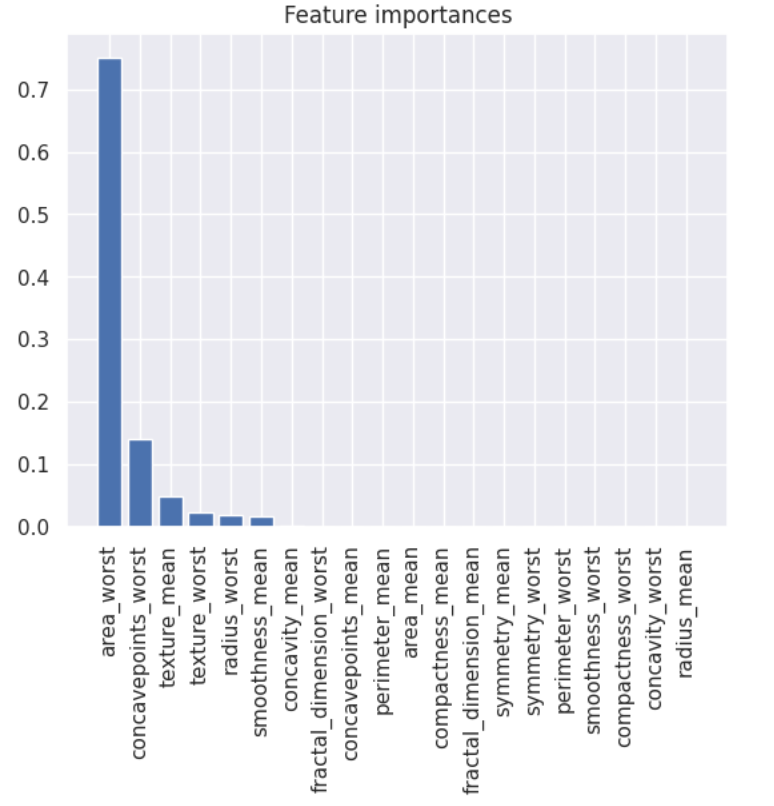 Feature importances
0.7
0.6
0.5
0.4
0.3
0.2
0.1
0.0
area_worst
concavepoints_worst
texture_mean
texture_worst
radius_worst
smoothness_mean
concavity_mean
fractal_dimension_worst
concavepoints_mean
perimeter_mean
area_mean
compactness_mean
fractal_dimension_mean
symmetry_mean
symmetry_worst
perimeter_worst
smoothness_worst
compactness_worst
concavity_worst
radius_mean